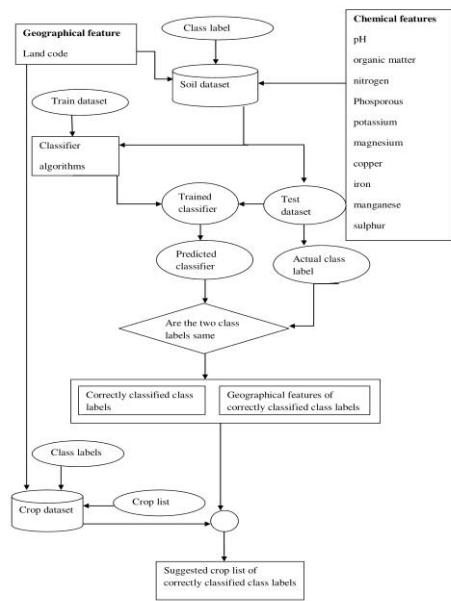 Geographical feature
Land code
Class label
Chemical features
pH
organic matter
nitrogen
Phosporous
potassium
magnesium
copper
iron
manganese
sulphur
Soil dataset
Train dataset
Classifier
algorithms
Trained
classifier
Test
dataset
Predicted
classifier
Actual class
label
Are the two class
labels same
Correctly classified class
labels
Geographical features of
correctly classified class labels
Class labels
Crop list
Crop dataset
Suggested crop list of
correctly classified class labels